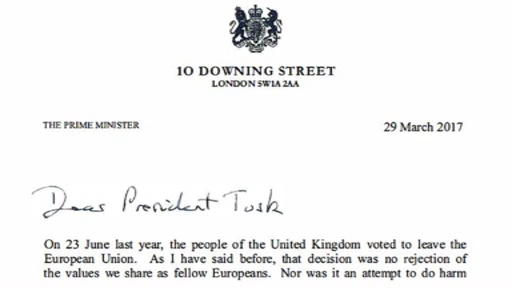 10 DOWNING STREET
LONDON SW1A 2AA
THE PRIME MINISTER
29 March 2017
Dear President Tusk
On 23 June last year, the people of the United Kingdom voted to leave the
European Union. As I have said before, that decision was no rejection of
the values we share as fellow Europeans. Nor was it an attempt to do harm